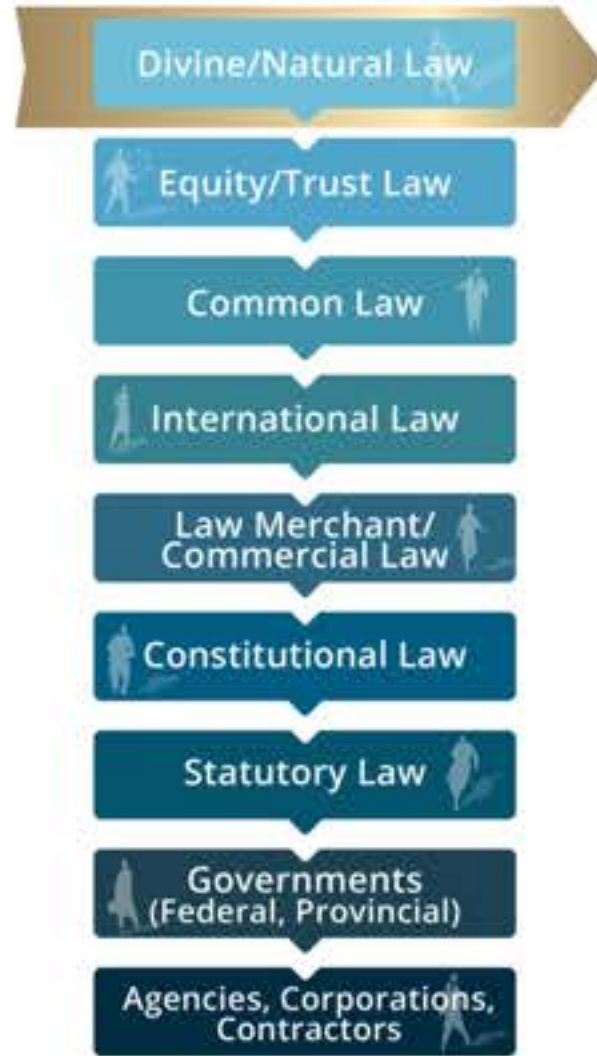 Divine/Natural Law
Equity/Trust Law
Common Law
International Law
Law Merchant/
Commercial Law
Constitutional Law
Statutory Law
Governments
(Federal, Provincial)
Agencies, Corporations,
Contractors